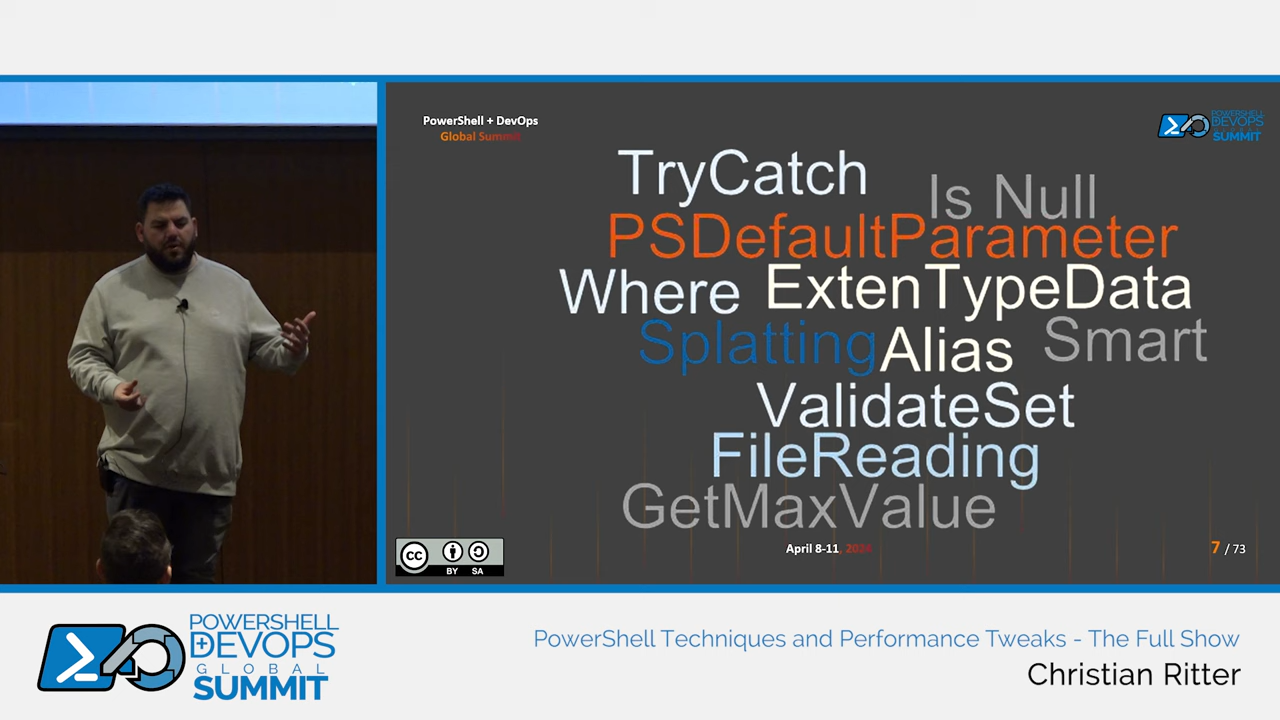 PowerShell + DevOps
Global Summit
POWERSHELL
DEVOPS
SUMMIT
TryCatch
Is Null
PSDefaultParameter
Where
ExtenTypeData
Splatting
Alias
Smart
ValidateSet
FileReading
GetMaxValue
cc
BY SA
April 8-11, 2024
7 / 73
POWERSHELL
+DEVOPS
GLOBAL
SUMMIT
PowerShell Techniques and Performance Tweaks - The Full Show
Christian Ritter